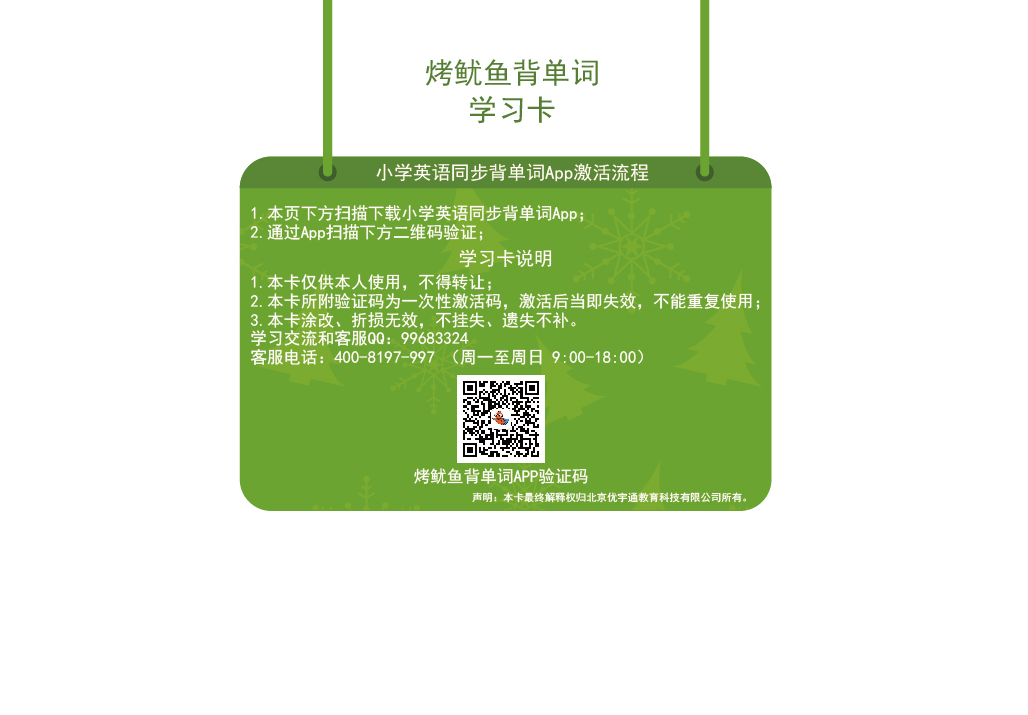 烤鱿鱼背单词
学习卡
小学英语同步背单词App激活流程
1.本页下方扫描下载小学英语同步背单词App；
2.通过App扫描下方二维码验证；
学习卡说明
1.本卡仅供本人使用，不得转让；
2.本卡所附验证码为一次性激活码，激活后当即失效，不能重复使用；
3.本卡涂改、折损无效，不挂失、遗失不补。
学习交流和客服QQ：99683324
客服电话：400-8197-997 （周一至周日 9:00-18:00）
烤鱿鱼背单词APP验证码
声明：本卡最终解释权归北京优宇通教育科技有限公司所有。